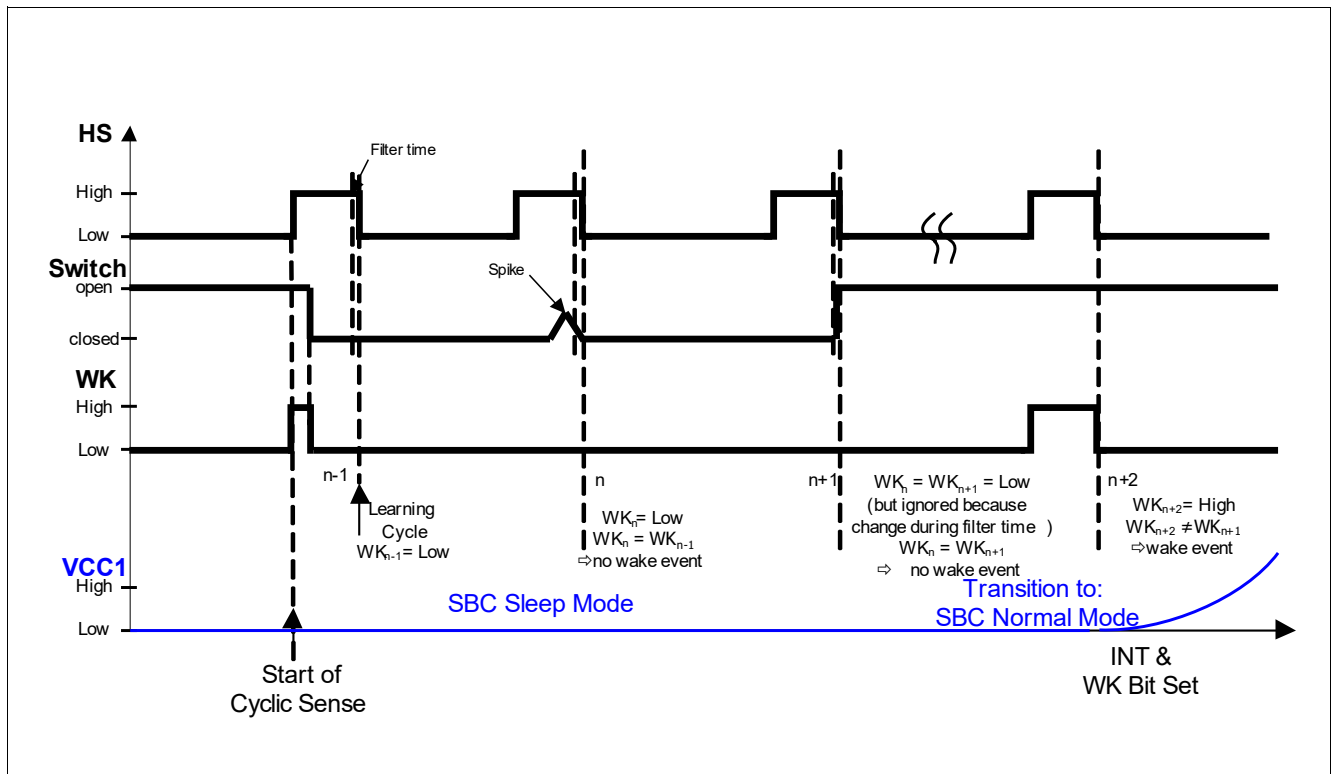 HS
Filter time
High
Low
Switch
open
Spike
closed
WK
High
Low
n-1
n
n+1
n+2
Learning
Cycle
WKn-1= Low
WKn= Low
WKn = WKn-1
⇨no wake event
WKn = WKn+1 = Low
(but ignored because
change during filter time )
WKn = WKn+1
⇨ no wake event
WKn+2= High
WKn+2 ≠WKn+1
⇨wake event
VCC1
High
Low
SBC Sleep Mode
Transition to:
SBC Normal Mode
Start of
Cyclic Sense
INT &
WK Bit Set